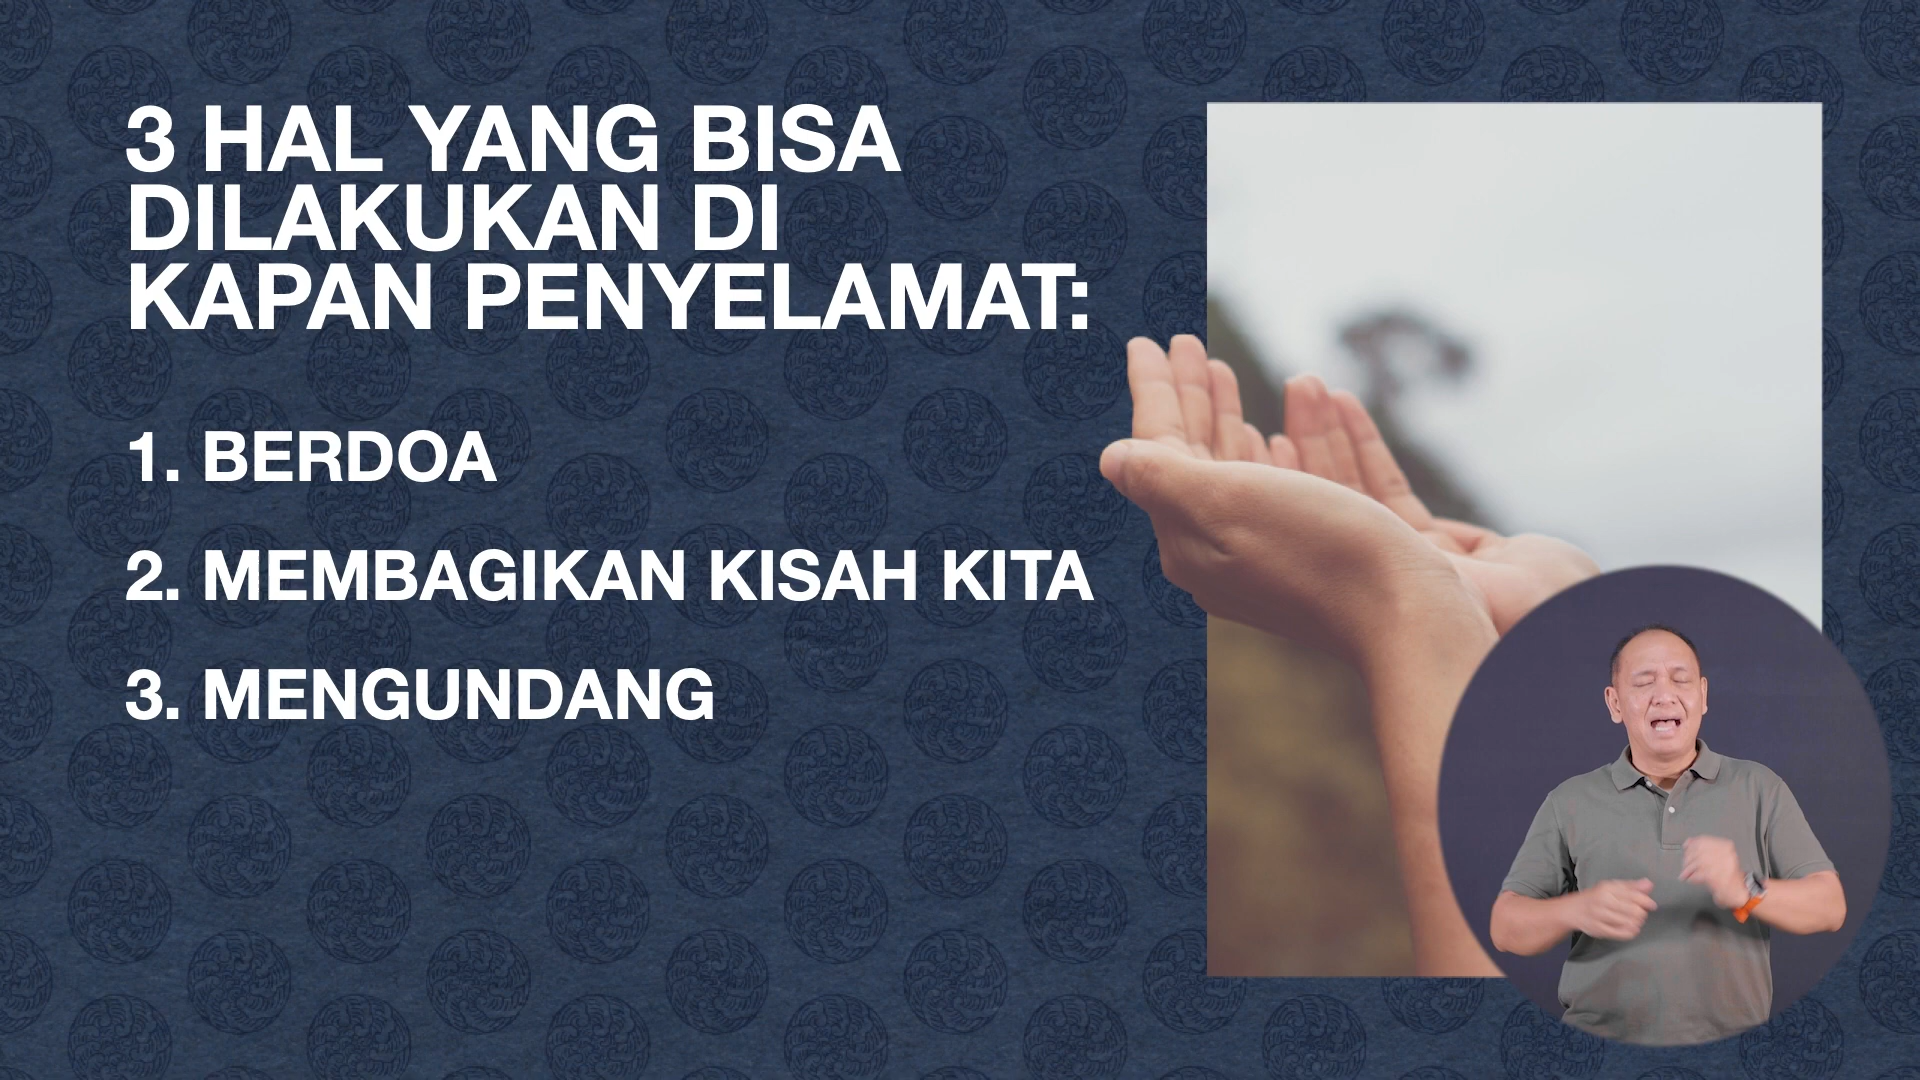 3 HAL YANG BISA
DILAKUKAN DI
KAPAN PENYELAMAT:
1. BERDOA
2. MEMBAGIKAN KISAH KITA
3. MENGUNDANG